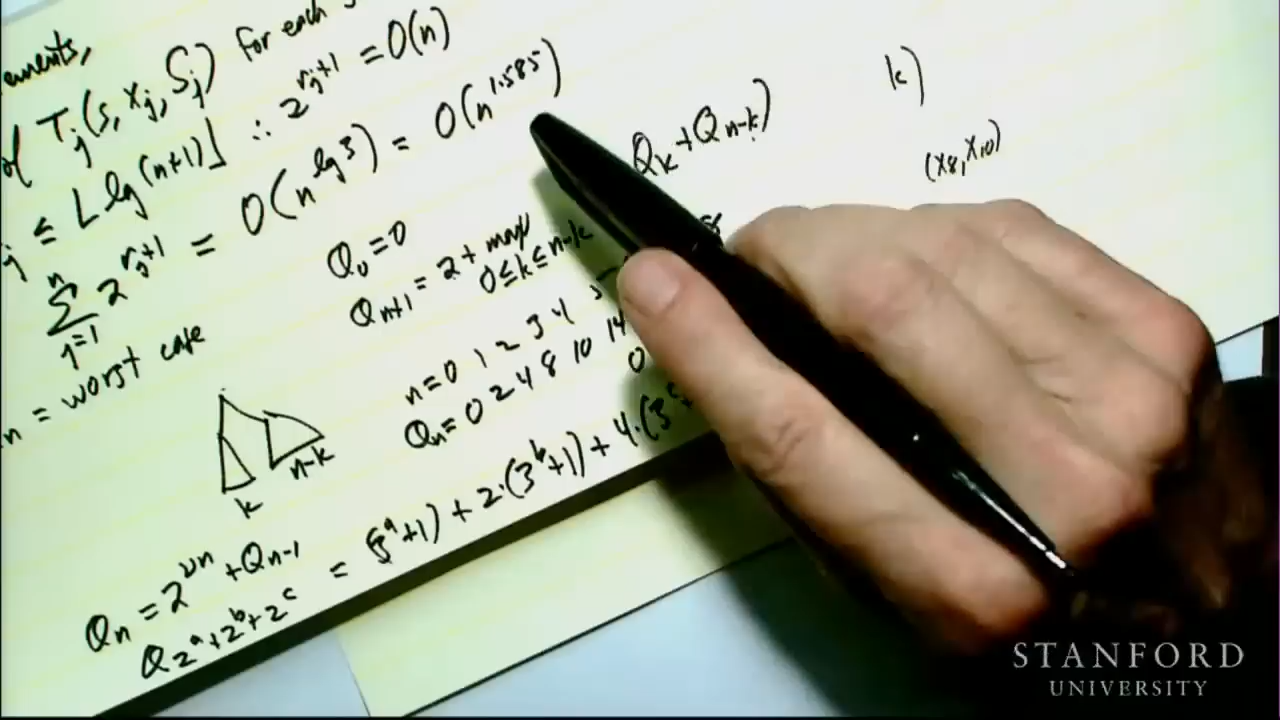 ements,
of T_j(s, x_j, S_j) for each
j ≤ ⌊lg(n+1)⌋ ∴ 2^{r_j+1} = O(n)
∑_{j=1}^{n} 2^{r_j+1} = O(n^{lg 3}) = O(n^{1.585})
n = worst case
Q_0 = 0
Q_{n+1} = 2 + max_{0≤k≤n-k} Q_k + Q_{n-k})
k)
(x_8, x_{10})
n = 0 1 2 3 4
Q_n = 0 2 4 8 10 14
k
n-k
Q_n = 2^{νn} + Q_{n-1}
Q_{2^a+2^b+2^c} = (3^a+1) + 2·(3^b+1) + 4·(3^c
STANFORD
UNIVERSITY